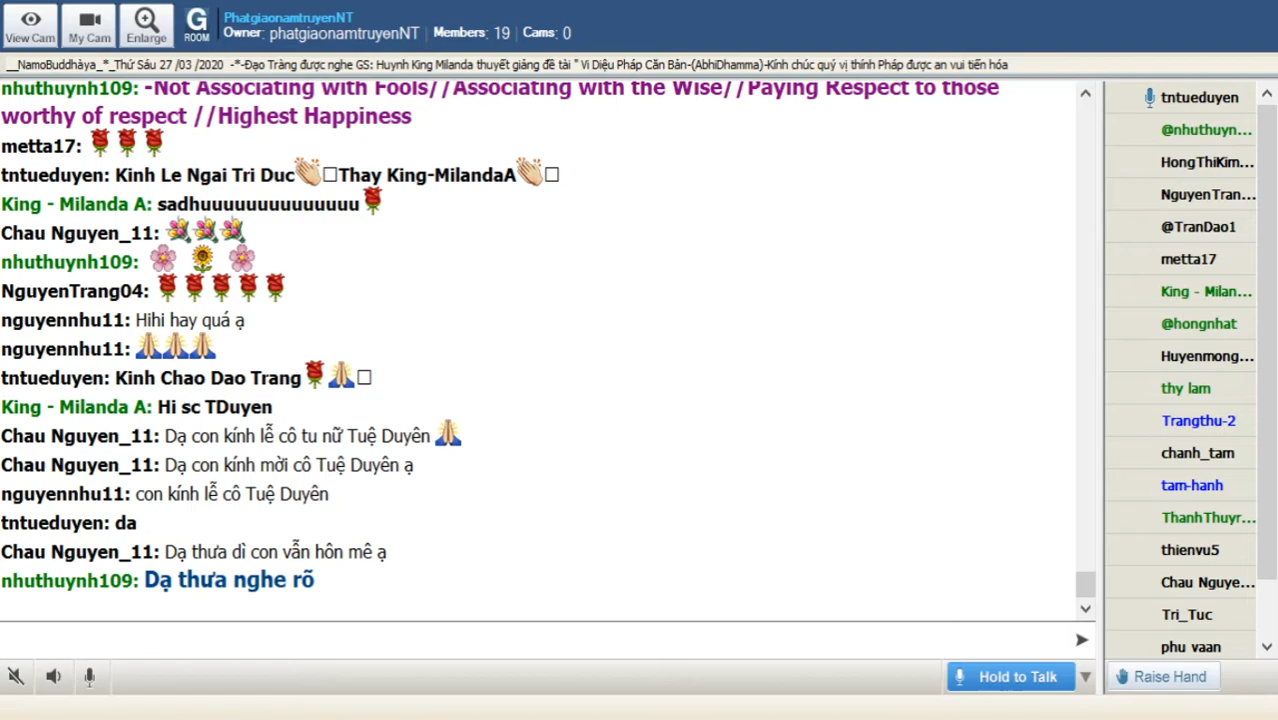 View Cam
My Cam
Enlarge
G
ROOM
PhatgiaonamtruyenNT
Owner: phatgiaonamtruyenNT | Members: 19 | Cams: 0
__NamoBuddhàya_*_Thứ Sáu 27 /03 /2020 -*-Đạo Tràng được nghe GS: Huynh King Milanda thuyết giảng đề tài " Vi Diệu Pháp Căn Bản-(AbhiDhamma)-Kính chúc quý vị thính Pháp được an vui tiến hóa
nhuthuynh109: -Not Associating with Fools//Associating with the Wise//Paying Respect to those
worthy of respect //Highest Happiness
metta17:
tntueduyen: Kinh Le Ngai Tri Duc Thay King-MilandaA
King - Milanda A: sadhuuuuuuuuuuuuuuu
Chau Nguyen_11:
nhuthuynh109:
NguyenTrang04:
nguyennhu11: Hihi hay quá ạ
nguyennhu11:
tntueduyen: Kinh Chao Dao Trang
King - Milanda A: Hi sc TDuyen
Chau Nguyen_11: Dạ con kính lễ cô tu nữ Tuệ Duyên
Chau Nguyen_11: Dạ con kính mời cô Tuệ Duyên ạ
nguyennhu11: con kính lễ cô Tuệ Duyên
tntueduyen: da
Chau Nguyen_11: Dạ thưa dì con vẫn hôn mê ạ
nhuthuynh109: Dạ thưa nghe rõ
tntueduyen
@nhuthuyn...
HongThiKim...
NguyenTran...
@TranDao1
metta17
King - Milan...
@hongnhat
Huyenmong...
thy lam
Trangthu-2
chanh_tam
tam-hanh
ThanhThuyr...
thienvu5
Chau Nguye...
Tri_Tuc
phu vaan
Hold to Talk
Raise Hand